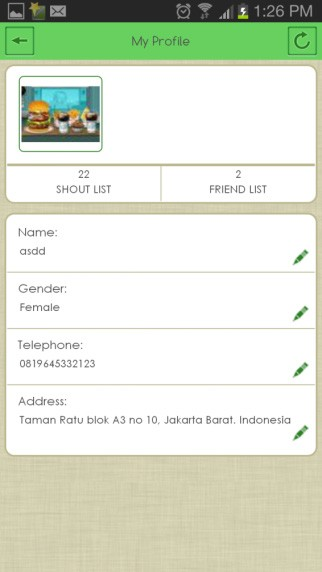 1:26 PM
My Profile
22
SHOUT LIST
2
FRIEND LIST
Name:
asdd
Gender:
Female
Telephone:
0819645332123
Address:
Taman Ratu blok A3 no 10, Jakarta Barat. Indonesia